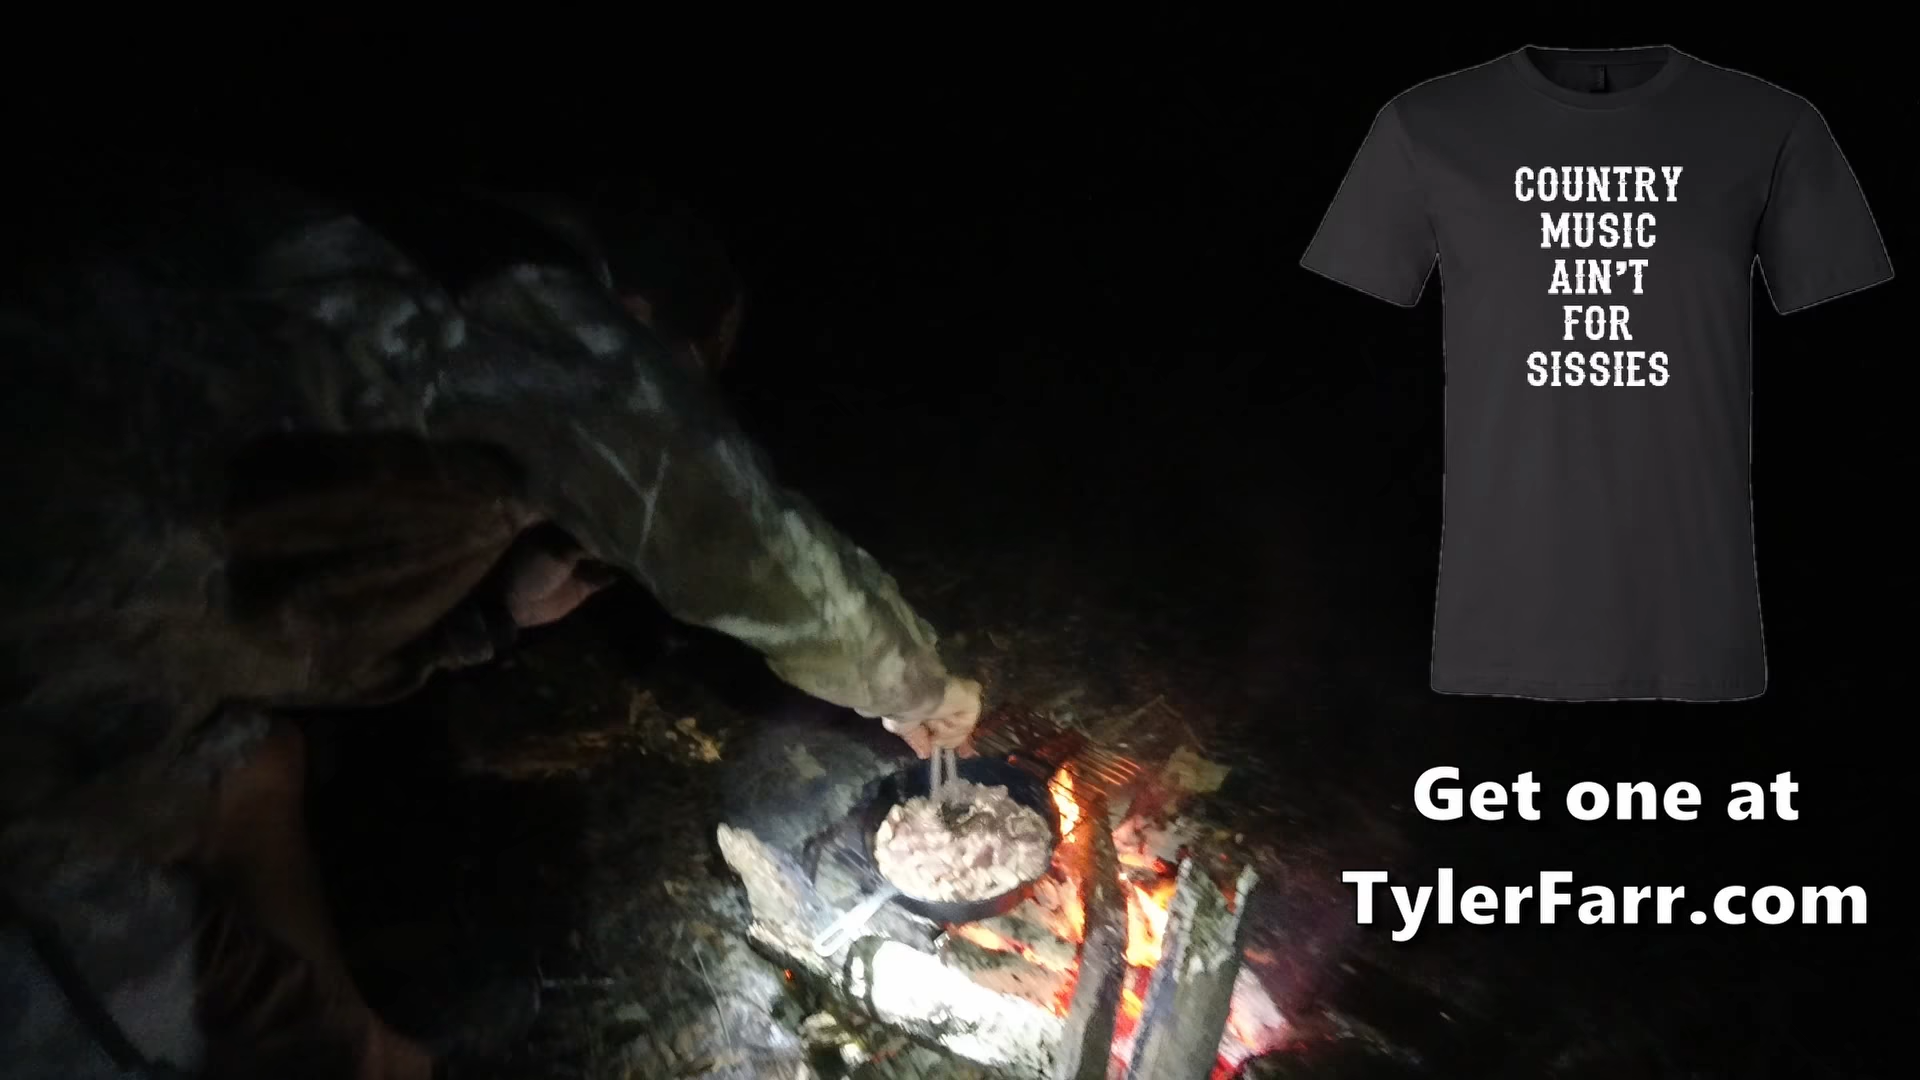 COUNTRY
MUSIC
AIN'T
FOR
SISSIES
Get one at
TylerFarr.com